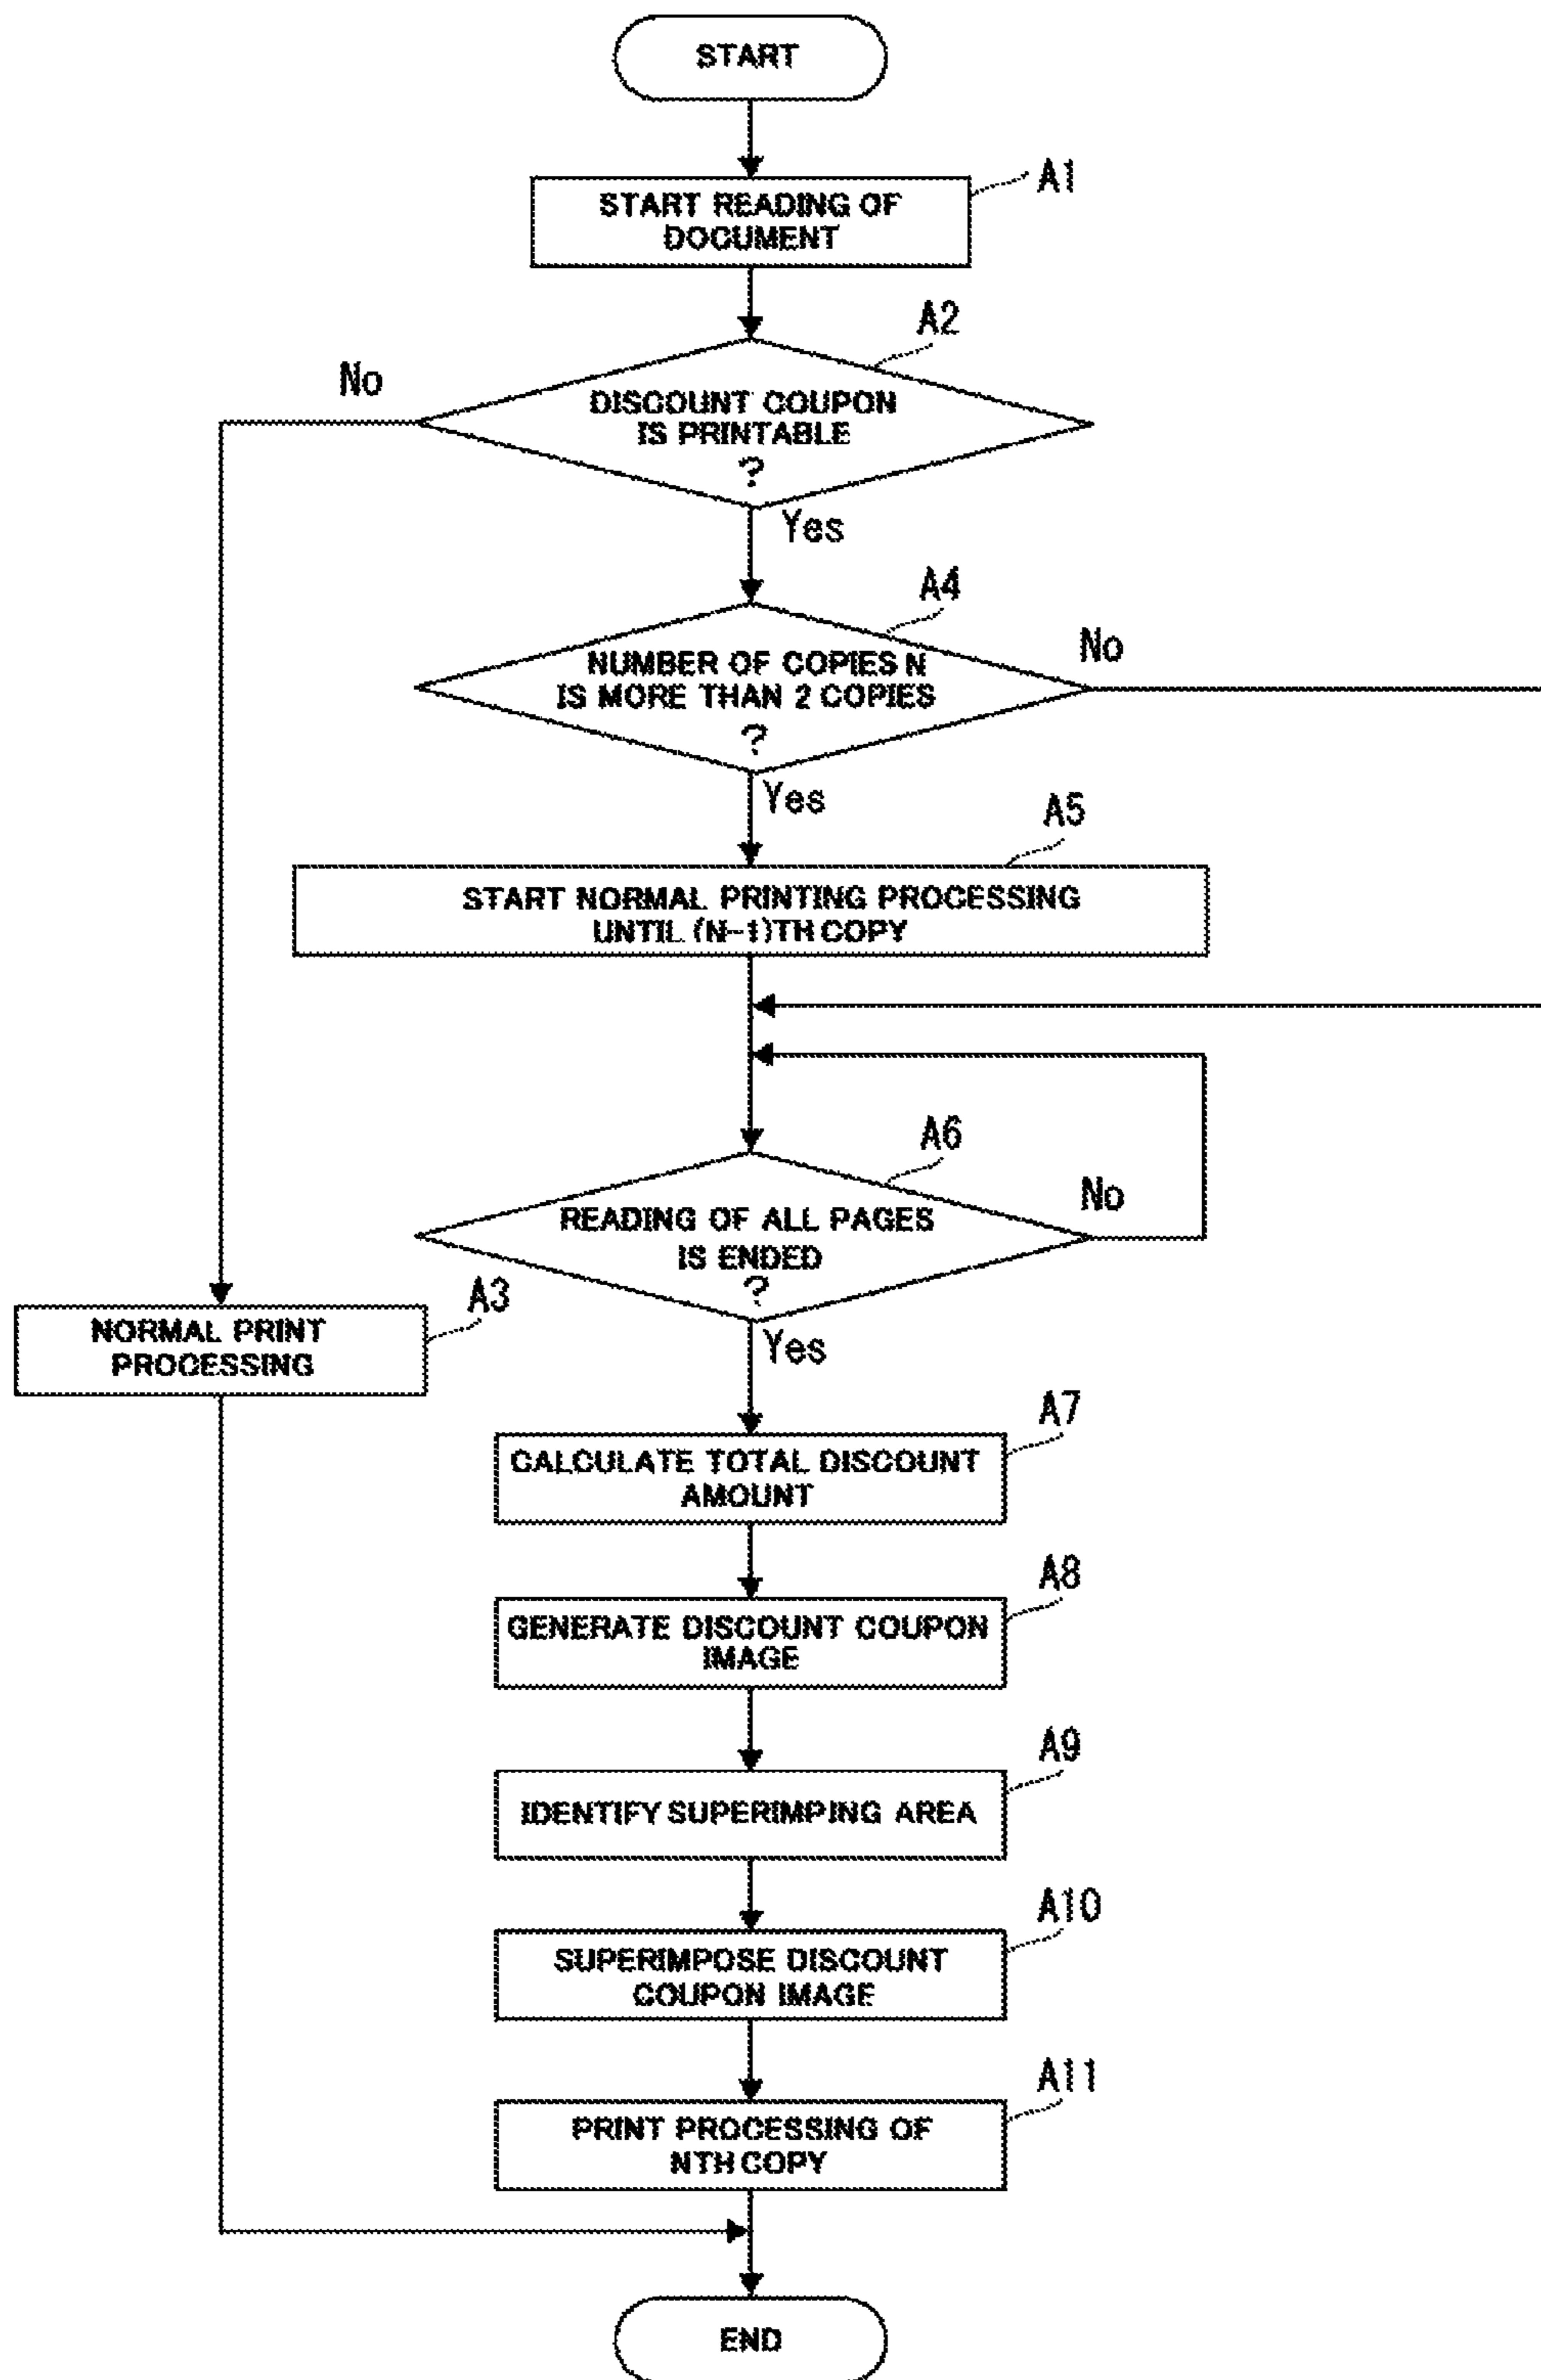 START
A1
START READING OF
DOCUMENT
A2
No
DISCOUNT COUPON
IS PRINTABLE
?
Yes
A4
No
NUMBER OF COPIES N
IS MORE THAN 2 COPIES
?
Yes
A5
START NORMAL PRINTING PROCESSING
UNTIL (N-1)TH COPY
A6
No
READING OF ALL PAGES
IS ENDED
?
Yes
A3
NORMAL PRINT
PROCESSING
A7
CALCULATE TOTAL DISCOUNT
AMOUNT
A8
GENERATE DISCOUNT COUPON
IMAGE
A9
IDENTIFY SUPERIMPING AREA
A10
SUPERIMPOSE DISCOUNT
COUPON IMAGE
A11
PRINT PROCESSING OF
NTH COPY
END